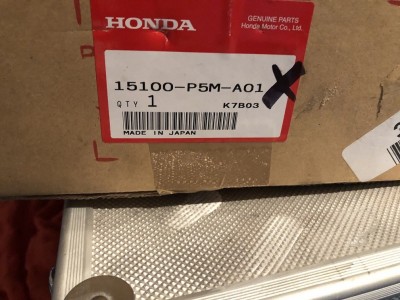 HONDA
GENUINE PARTS
Honda Motor Co., Ltd.
15100-P5M-A01
QTY 1
K7B03
MADE IN JAPAN